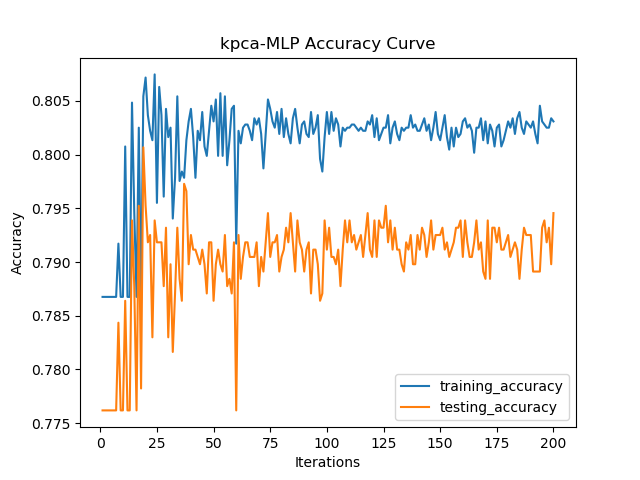 kpca-MLP Accuracy Curve
0.805
0.800
0.795
0.790
0.785
0.780
0.775
Accuracy
0 25 50 75 100 125 150 175 200
Iterations
training_accuracy
testing_accuracy